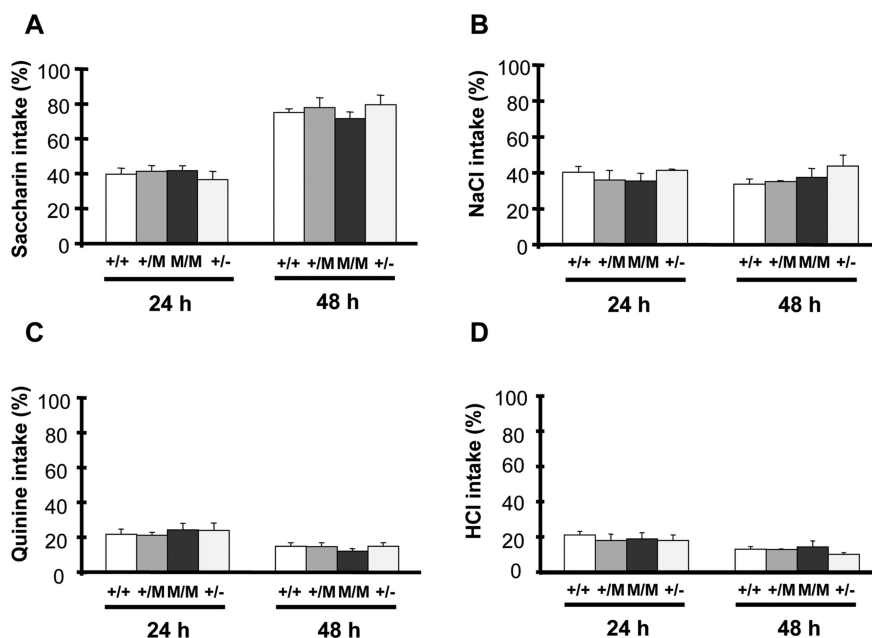 A
Saccharin intake (%)
100
80
60
40
20
0
+/+ +/M M/M +/-
+/+ +/M M/M +/-
24 h
48 h
B
NaCl intake (%)
100
80
60
40
20
0
+/+ +/M M/M +/-
+/+ +/M M/M +/-
24 h
48 h
C
Quinine intake (%)
100
80
60
40
20
0
+/+ +/M M/M +/-
+/+ +/M M/M +/-
24 h
48 h
D
HCl intake (%)
100
80
60
40
20
0
+/+ +/M M/M +/-
+/+ +/M M/M +/-
24 h
48 h